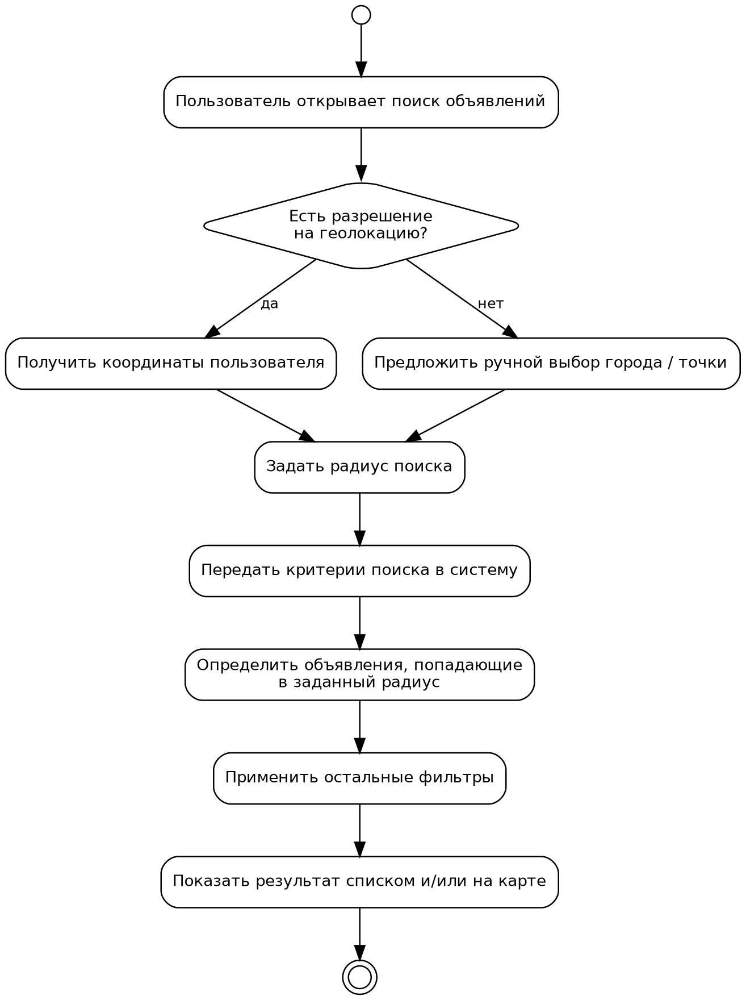 Пользователь открывает поиск объявлений
Есть разрешение
на геолокацию?
да
нет
Получить координаты пользователя
Предложить ручной выбор города / точки
Задать радиус поиска
Передать критерии поиска в систему
Определить объявления, попадающие
в заданный радиус
Применить остальные фильтры
Показать результат списком и/или на карте